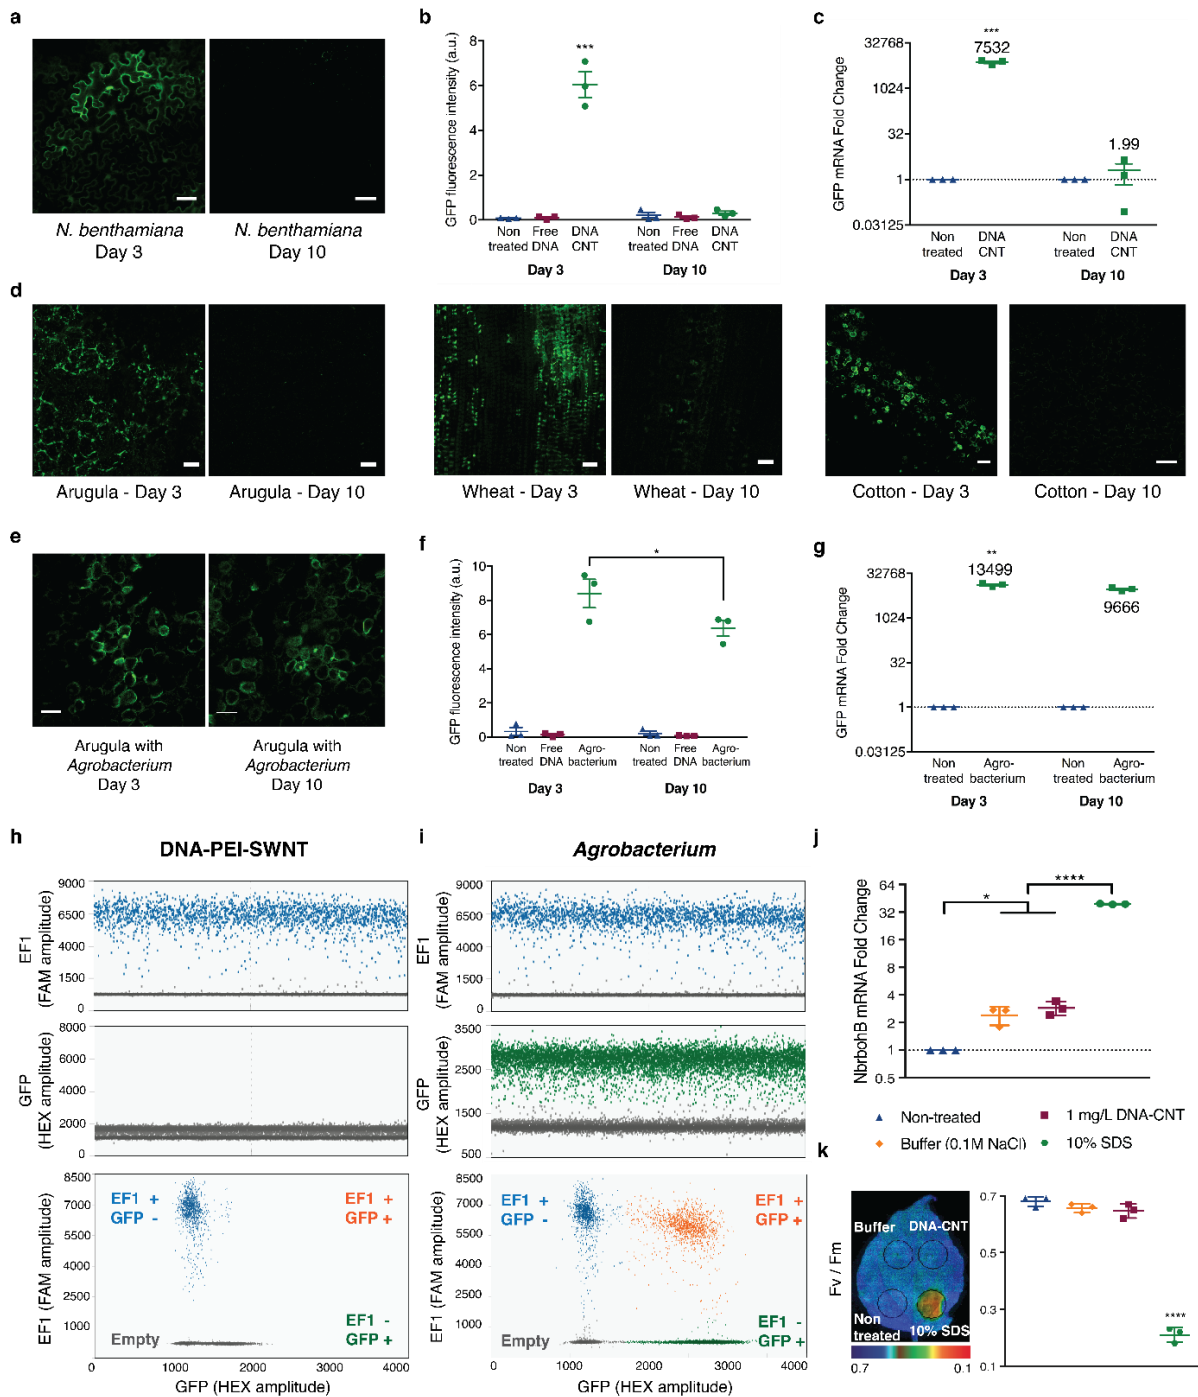 a
N. benthamiana
Day 3
N. benthamiana
Day 10
b
GFP fluorescence intensity (a.u.)
8
6
4
2
0
***
Non
treated
Free
DNA
DNA
CNT
Non
treated
Free
DNA
DNA
CNT
Day 3
Day 10
c
GFP mRNA Fold Change
32768
1024
32
1
0.03125
***
7532
1.99
Non
treated
DNA
CNT
Non
treated
DNA
CNT
Day 3
Day 10
d
Arugula - Day 3
Arugula - Day 10
Wheat - Day 3
Wheat - Day 10
Cotton - Day 3
Cotton - Day 10
e
Arugula with
Agrobacterium
Day 3
Arugula with
Agrobacterium
Day 10
f
GFP fluorescence intensity (a.u.)
10
8
6
4
2
0
*
Non
treated
Free
DNA
Agro-
bacterium
Non
treated
Free
DNA
Agro-
bacterium
Day 3
Day 10
g
GFP mRNA Fold Change
32768
1024
32
1
0.03125
**
13499
9666
Non
treated
Agro-
bacterium
Non
treated
Agro-
bacterium
Day 3
Day 10
h
DNA-PEI-SWNT
EF1
(FAM amplitude)
9000
6500
4000
1500
0
GFP
(HEX amplitude)
8000
6000
4000
2000
0
EF1 (FAM amplitude)
8500
7000
5500
4000
2500
1000
EF1 +
GFP -
EF1 +
GFP +
EF1 -
GFP +
Empty
0
1000
2000
3000
4000
GFP (HEX amplitude)
i
Agrobacterium
EF1
(FAM amplitude)
9000
6500
4000
1500
0
GFP
(HEX amplitude)
3500
2500
1500
500
EF1 (FAM amplitude)
8500
7000
5500
4000
2500
1000
EF1 +
GFP -
EF1 +
GFP +
EF1 -
GFP +
Empty
0
1000
2000
3000
4000
GFP (HEX amplitude)
j
NbrbohB mRNA Fold Change
64
32
16
8
4
2
1
0.5
*
****
Non-treated
1 mg/L DNA-CNT
Buffer (0.1M NaCl)
10% SDS
k
Fv / Fm
Buffer
DNA-CNT
Non
treated
10% SDS
0.7
0.1
0.7
0.5
0.3
0.1
****